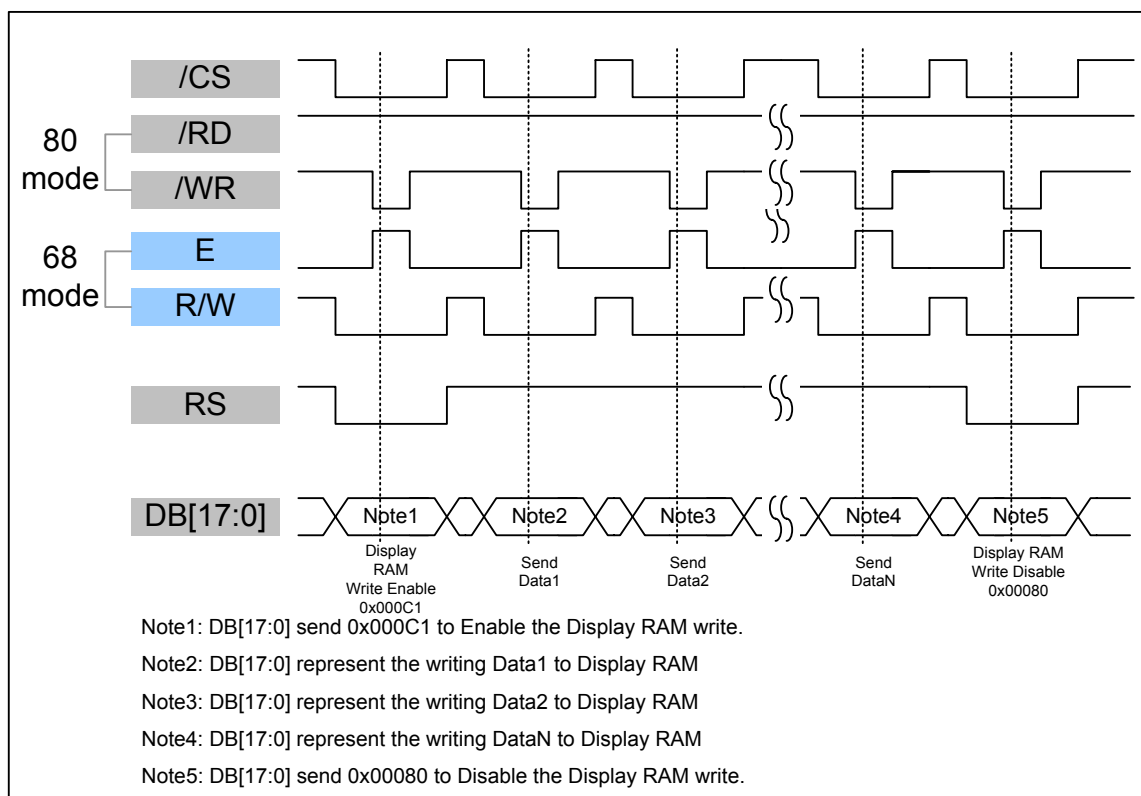 /CS
80
mode
/RD
/WR
68
mode
E
R/W
RS
DB[17:0]
Note1
Note2
Note3
Note4
Note5
Display
RAM
Write Enable
0x000C1
Send
Data1
Send
Data2
Send
DataN
Display RAM
Write Disable
0x00080
Note1: DB[17:0] send 0x000C1 to Enable the Display RAM write.
Note2: DB[17:0] represent the writing Data1 to Display RAM
Note3: DB[17:0] represent the writing Data2 to Display RAM
Note4: DB[17:0] represent the writing DataN to Display RAM
Note5: DB[17:0] send 0x00080 to Disable the Display RAM write.